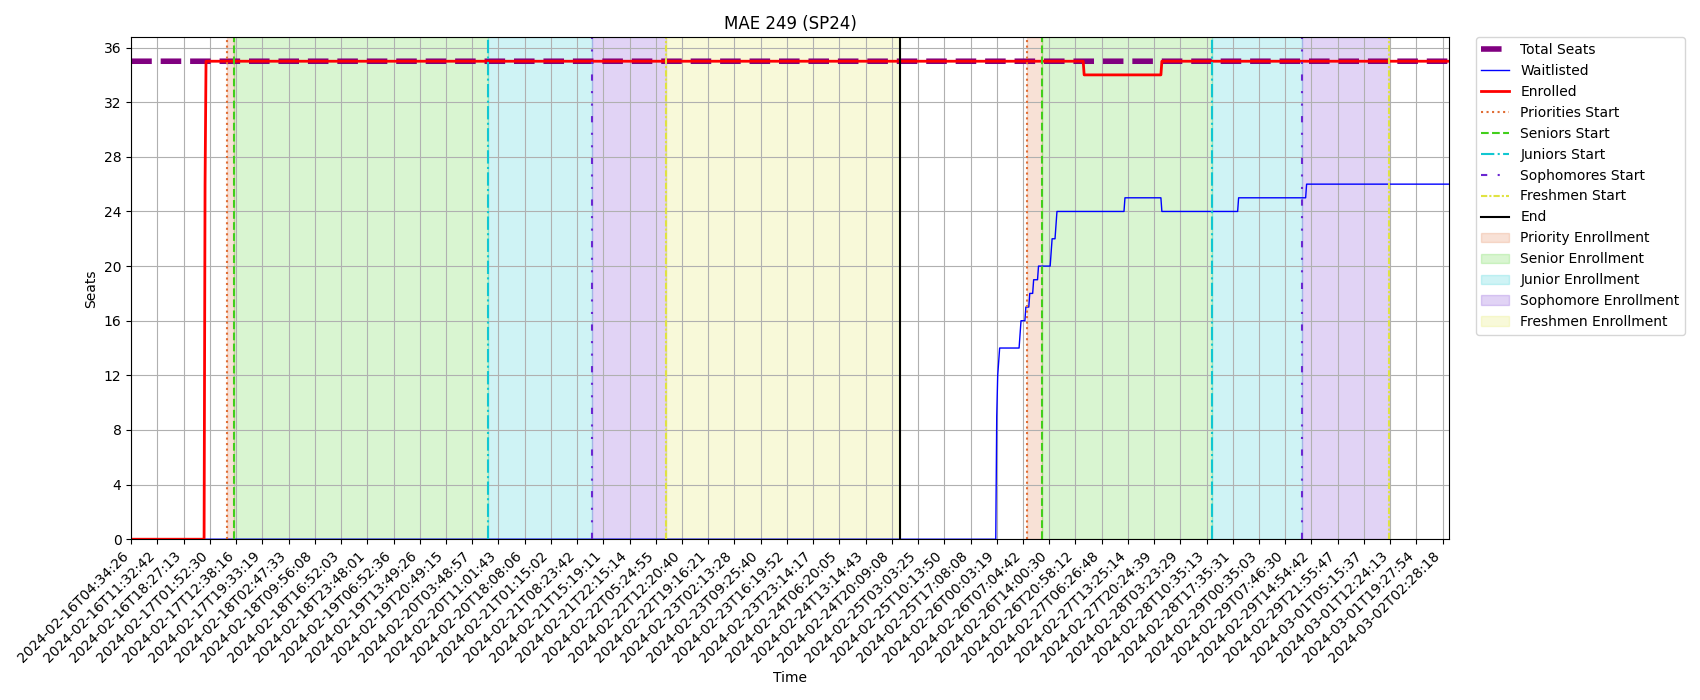 MAE 249 (SP24)
36
32
28
24
20
16
12
8
4
0
Seats
2024-02-16T04:34:26
2024-02-16T11:32:42
2024-02-16T18:27:13
2024-02-17T01:52:30
2024-02-17T12:38:16
2024-02-17T19:33:19
2024-02-18T02:47:33
2024-02-18T09:56:08
2024-02-18T16:52:03
2024-02-18T23:48:01
2024-02-19T06:52:36
2024-02-19T13:49:26
2024-02-19T20:49:15
2024-02-20T03:48:57
2024-02-20T11:01:43
2024-02-20T18:08:06
2024-02-21T01:15:02
2024-02-21T08:23:42
2024-02-21T15:19:11
2024-02-21T22:15:14
2024-02-22T05:24:55
2024-02-22T12:20:40
2024-02-22T19:16:21
2024-02-23T02:13:28
2024-02-23T09:25:40
2024-02-23T16:19:52
2024-02-23T23:14:17
2024-02-24T06:20:05
2024-02-24T13:14:43
2024-02-24T20:09:08
2024-02-25T03:03:25
2024-02-25T10:13:50
2024-02-25T17:08:08
2024-02-26T00:03:19
2024-02-26T07:04:42
2024-02-26T14:00:30
2024-02-26T20:58:12
2024-02-27T06:26:48
2024-02-27T13:25:14
2024-02-27T20:24:39
2024-02-28T03:23:29
2024-02-28T10:35:13
2024-02-28T17:35:31
2024-02-29T00:35:03
2024-02-29T07:46:30
2024-02-29T14:54:42
2024-02-29T21:55:47
2024-03-01T05:15:37
2024-03-01T12:24:13
2024-03-01T19:27:54
2024-03-02T02:28:18
Time
Total Seats
Waitlisted
Enrolled
Priorities Start
Seniors Start
Juniors Start
Sophomores Start
Freshmen Start
End
Priority Enrollment
Senior Enrollment
Junior Enrollment
Sophomore Enrollment
Freshmen Enrollment